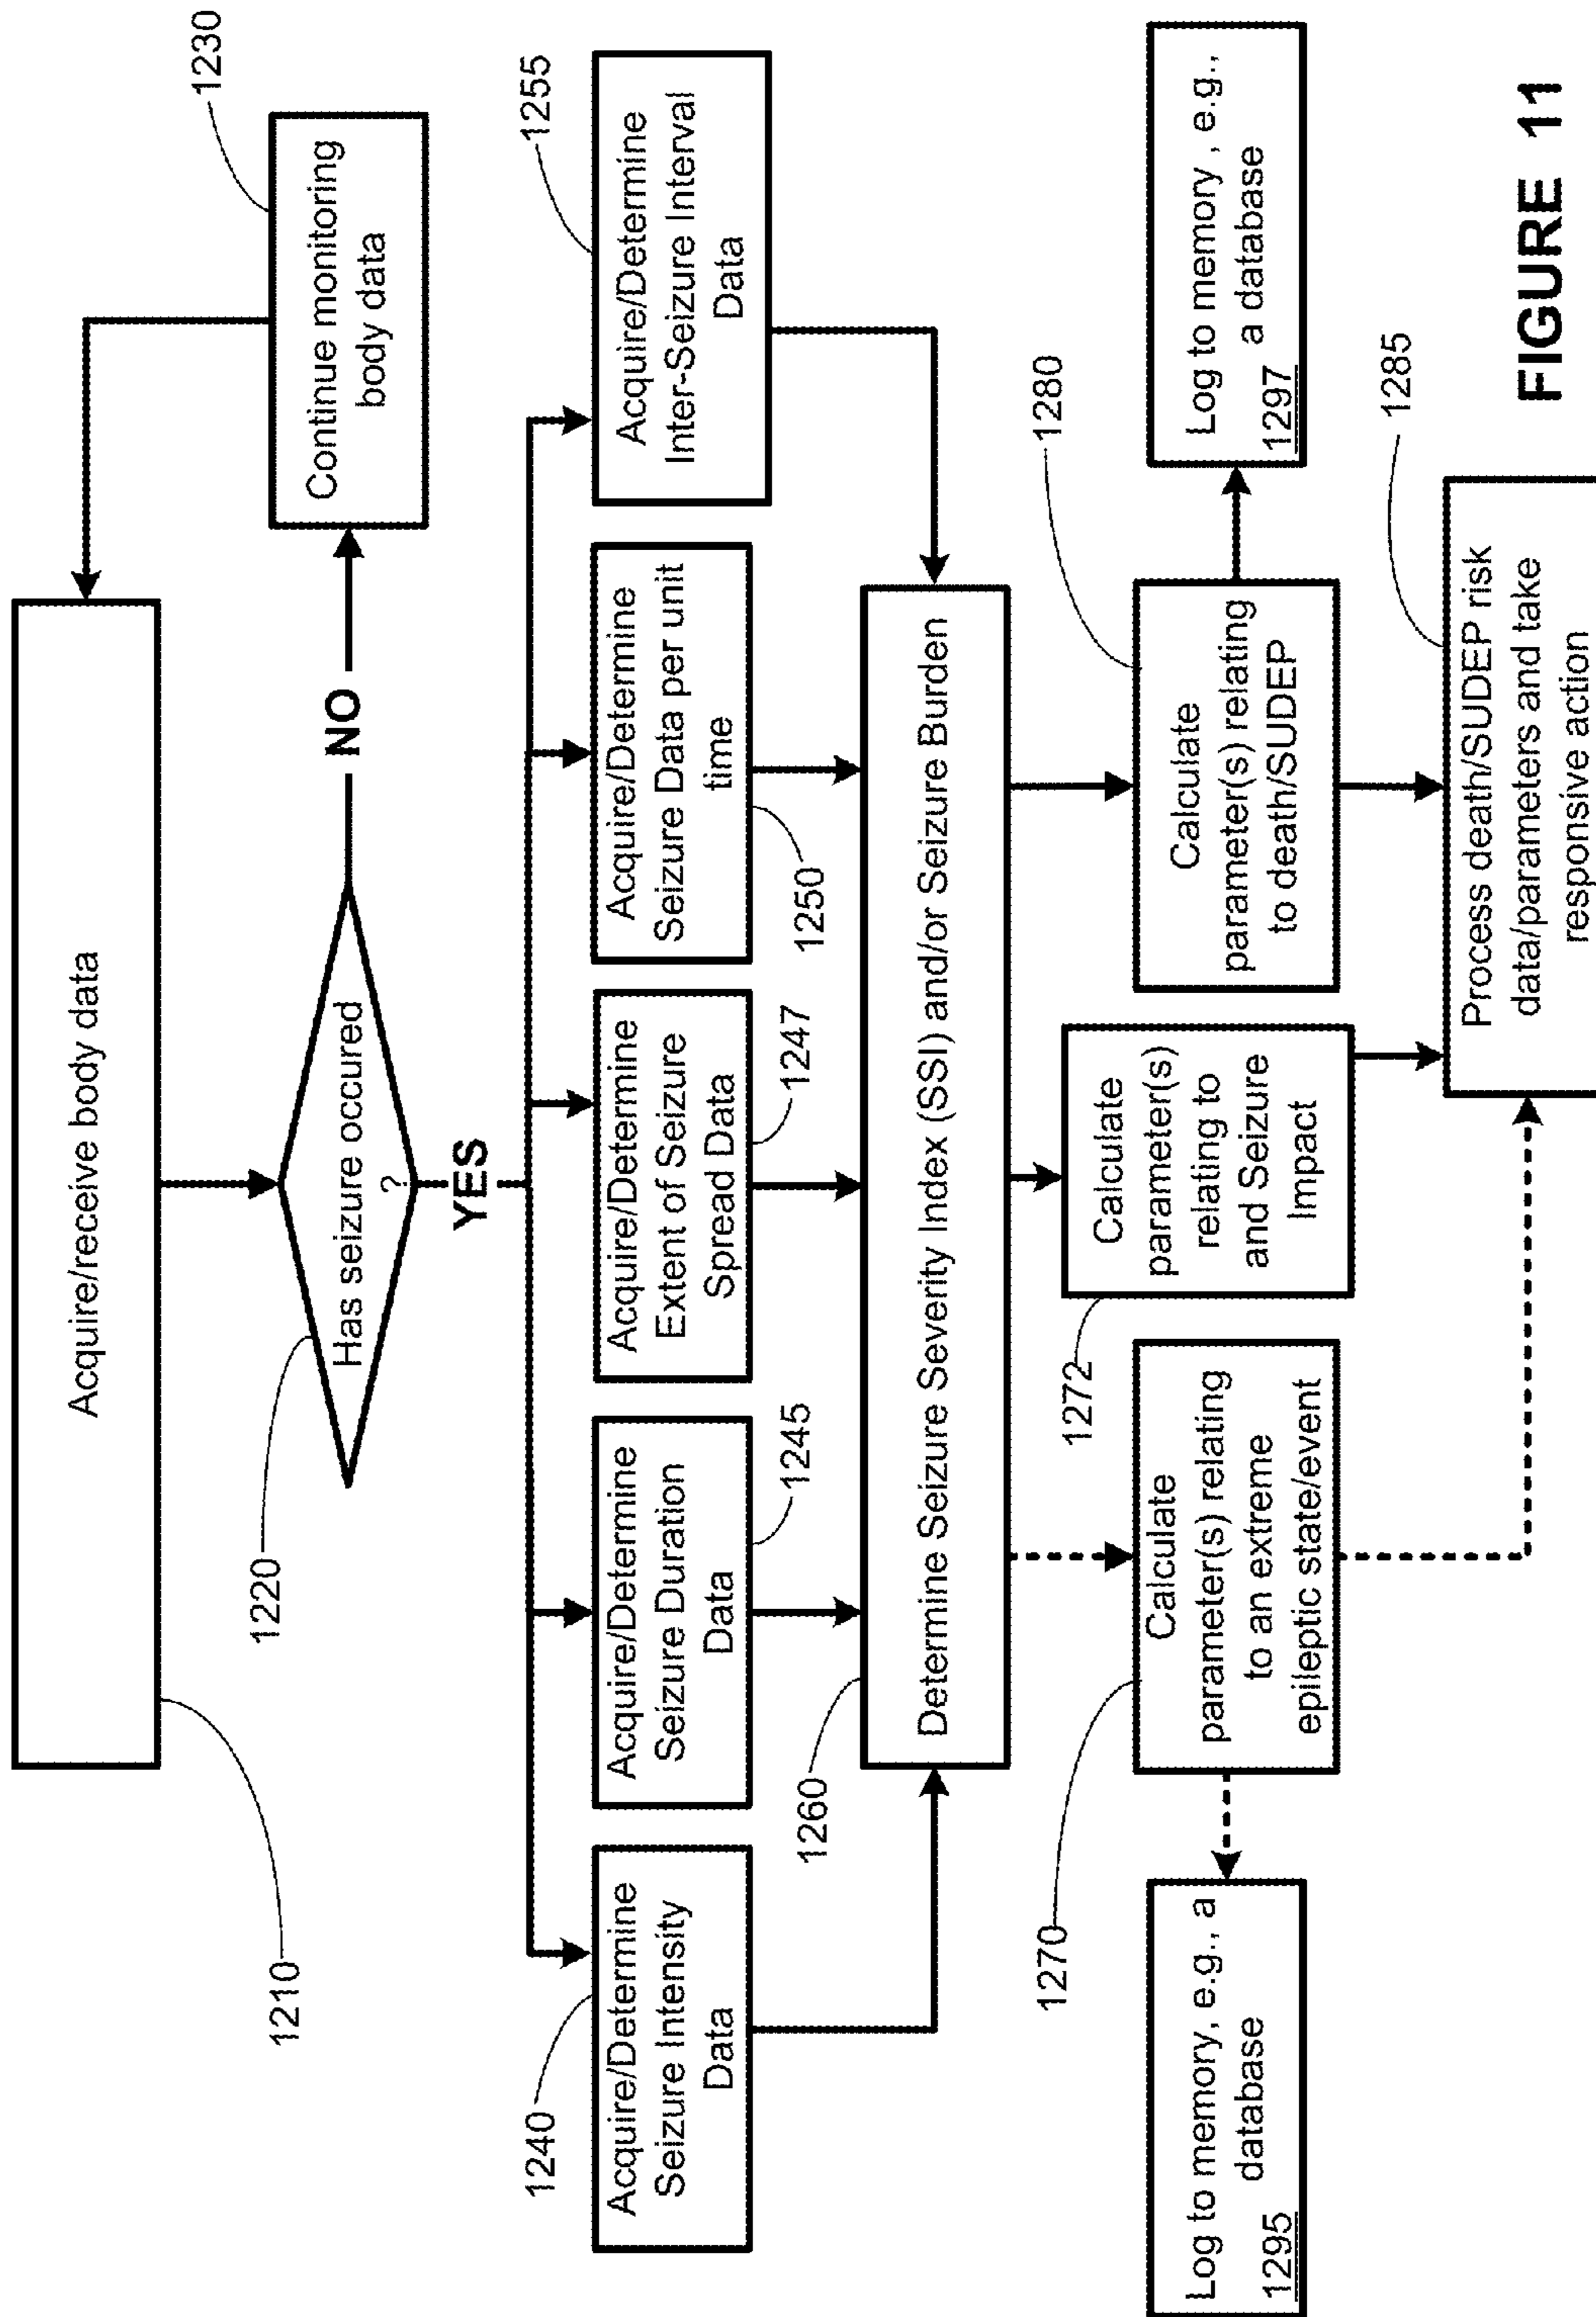 Acquire/receive body data
1210
Has seizure occured
?
1220
NO
Continue monitoring
body data
1230
YES
Acquire/Determine
Seizure Intensity
Data
1240
Acquire/Determine
Seizure Duration
Data
1245
Acquire/Determine
Extent of Seizure
Spread Data
1247
Acquire/Determine
Seizure Data per unit
time
1250
Acquire/Determine
Inter-Seizure Interval
Data
1255
Determine Seizure Severity Index (SSI) and/or Seizure Burden
1260
Log to memory, e.g., a
database
1295
Calculate
parameter(s) relating
to an extreme
epileptic state/event
1270
Calculate
parameter(s)
relating to
and Seizure
Impact
1272
Calculate
parameter(s) relating
to death/SUDEP
1280
Log to memory , e.g.,
a database
1297
Process death/SUDEP risk
data/parameters and take
responsive action
1285
FIGURE 11